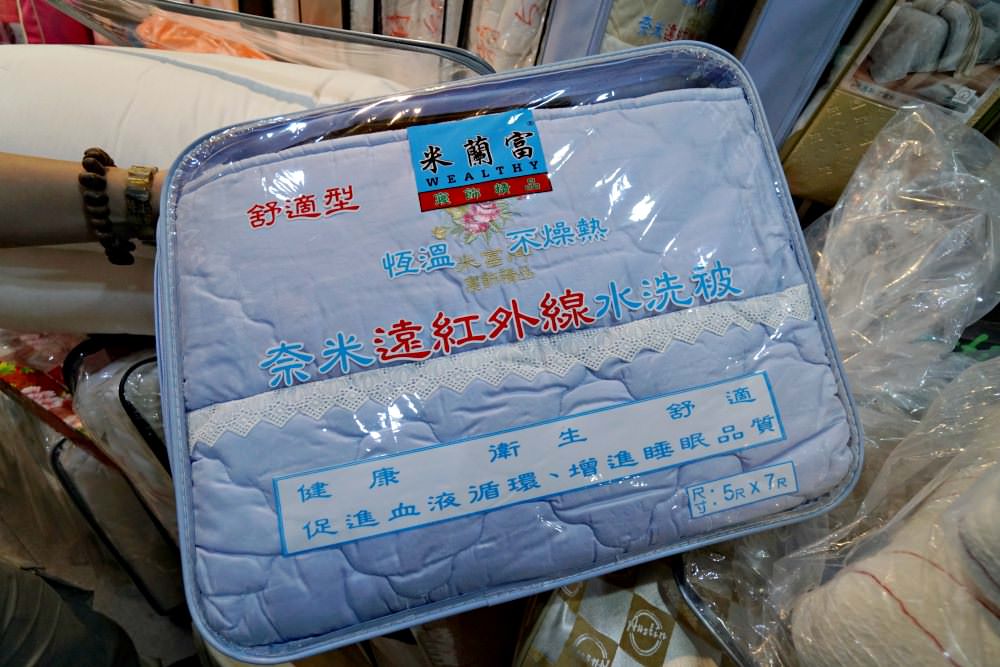 米蘭富
WEALTHY
寢飾精品
舒適型
恆溫 不燥熱
奈米遠紅外線水洗被
健康 衛生 舒適
促進血液循環、增進睡眠品質
尺寸:5尺X7尺
Austin